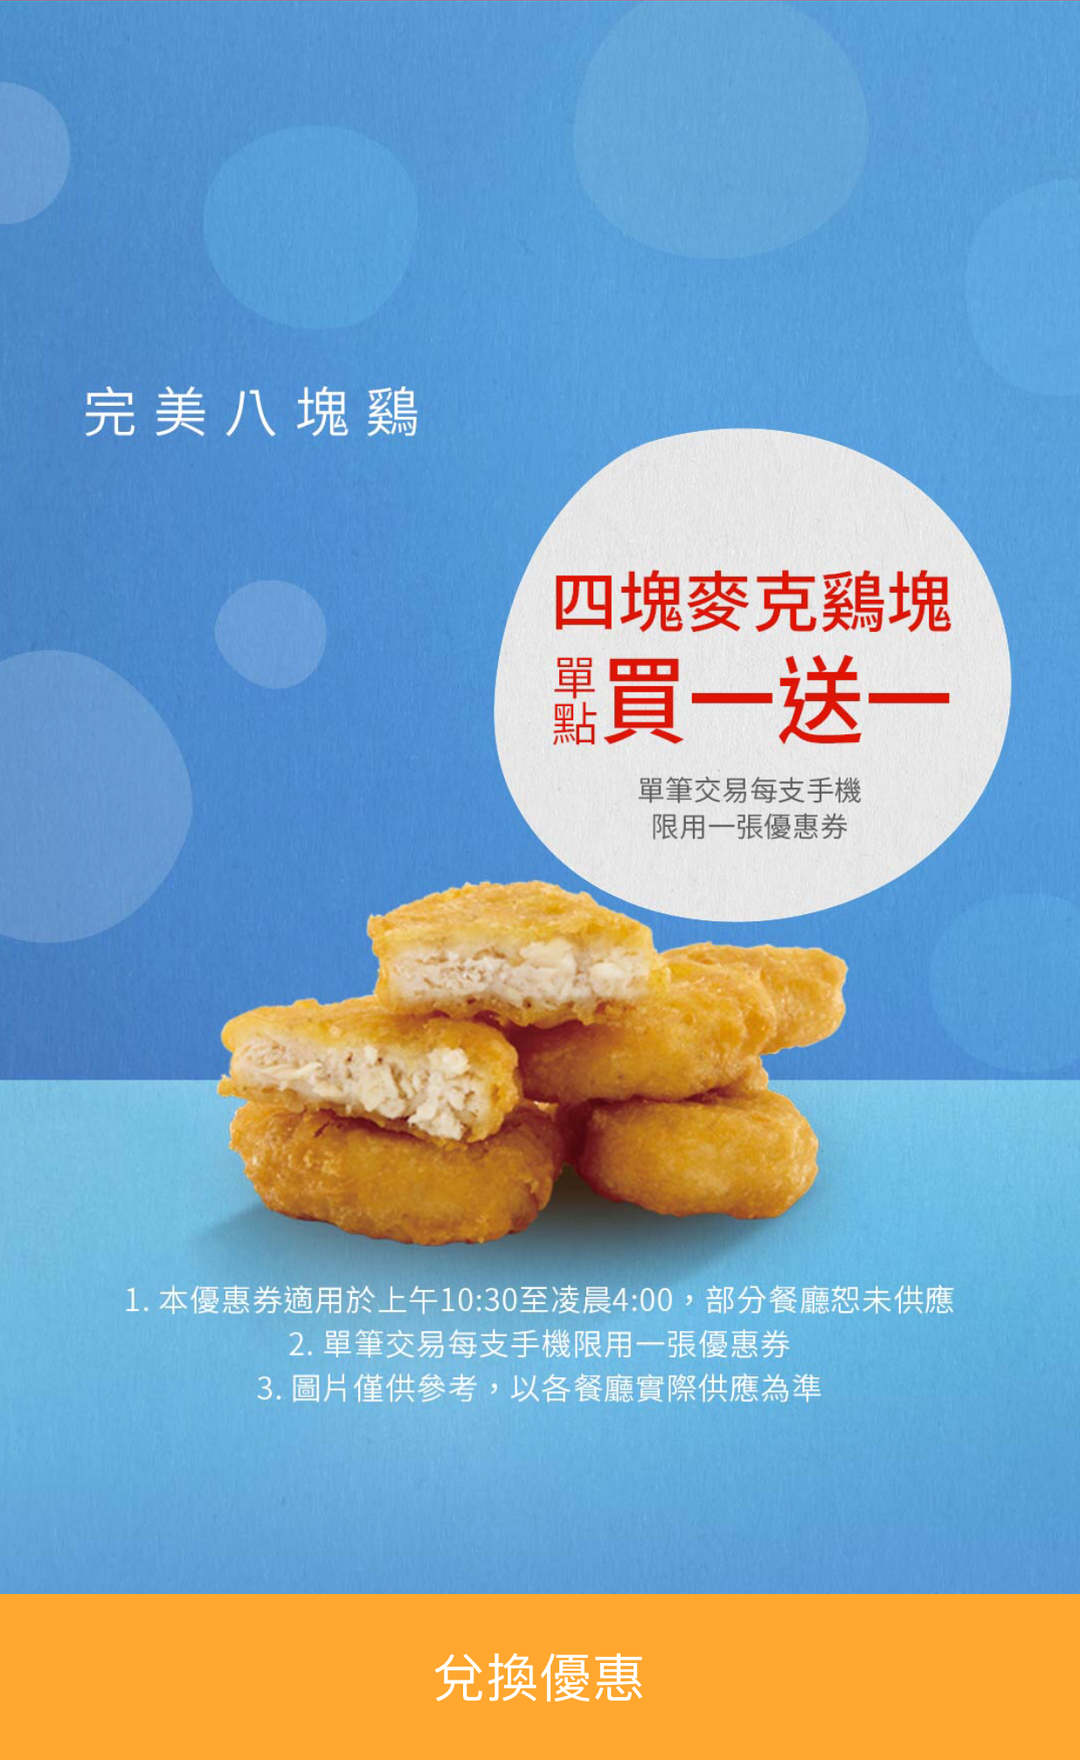 完美八塊鷄
四塊麥克鷄塊
單點買一送一
單筆交易每支手機
限用一張優惠券
1. 本優惠券適用於上午10:30至凌晨4:00，部分餐廳恕未供應
2. 單筆交易每支手機限用一張優惠券
3. 圖片僅供參考，以各餐廳實際供應為準
兌換優惠